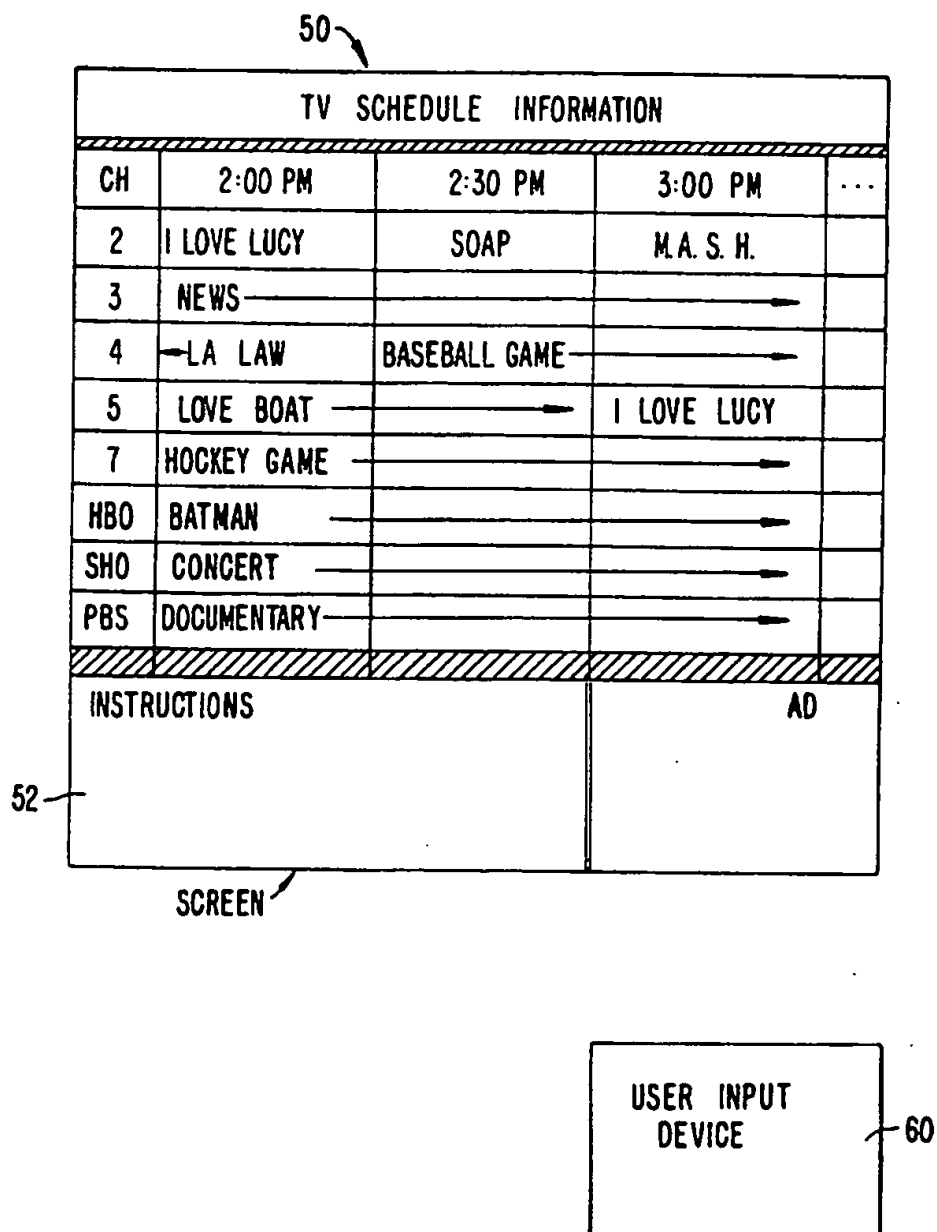 50
TV SCHEDULE INFORMATION
CH 2:00 PM 2:30 PM 3:00 PM ...
2 I LOVE LUCY SOAP M.A.S.H.
3 NEWS
4 LA LAW BASEBALL GAME
5 LOVE BOAT I LOVE LUCY
7 HOCKEY GAME
HBO BATMAN
SHO CONCERT
PBS DOCUMENTARY
INSTRUCTIONS AD
52
SCREEN
USER INPUT
DEVICE
60